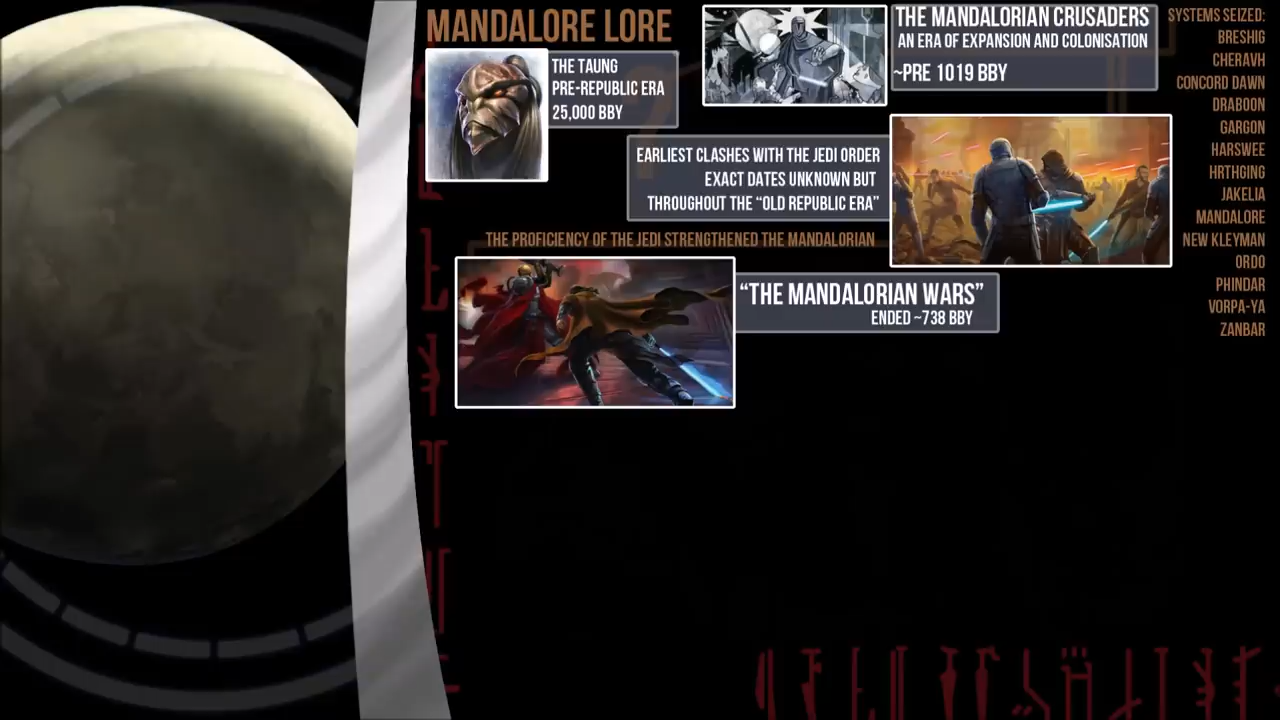 MANDALORE LORE
THE TAUNG
PRE-REPUBLIC ERA
25,000 BBY
THE MANDALORIAN CRUSADERS
AN ERA OF EXPANSION AND COLONISATION
~PRE 1019 BBY
EARLIEST CLASHES WITH THE JEDI ORDER
EXACT DATES UNKNOWN BUT
THROUGHOUT THE “OLD REPUBLIC ERA”
THE PROFICIENCY OF THE JEDI STRENGTHENED THE MANDALORIAN
“THE MANDALORIAN WARS”
ENDED ~738 BBY
SYSTEMS SEIZED:
BRESHIG
CHERAVH
CONCORD DAWN
DRABOON
GARGON
HARSWEE
HRTHGING
JAKELIA
MANDALORE
NEW KLEYMAN
ORDO
PHINDAR
VORPA-YA
ZANBAR